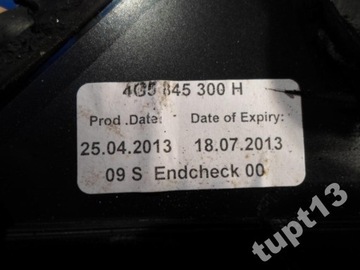 4G5 845 300 H
Prod .Date: Date of Expiry:
25.04.2013 18.07.2013
09 S Endcheck 00
tupt13